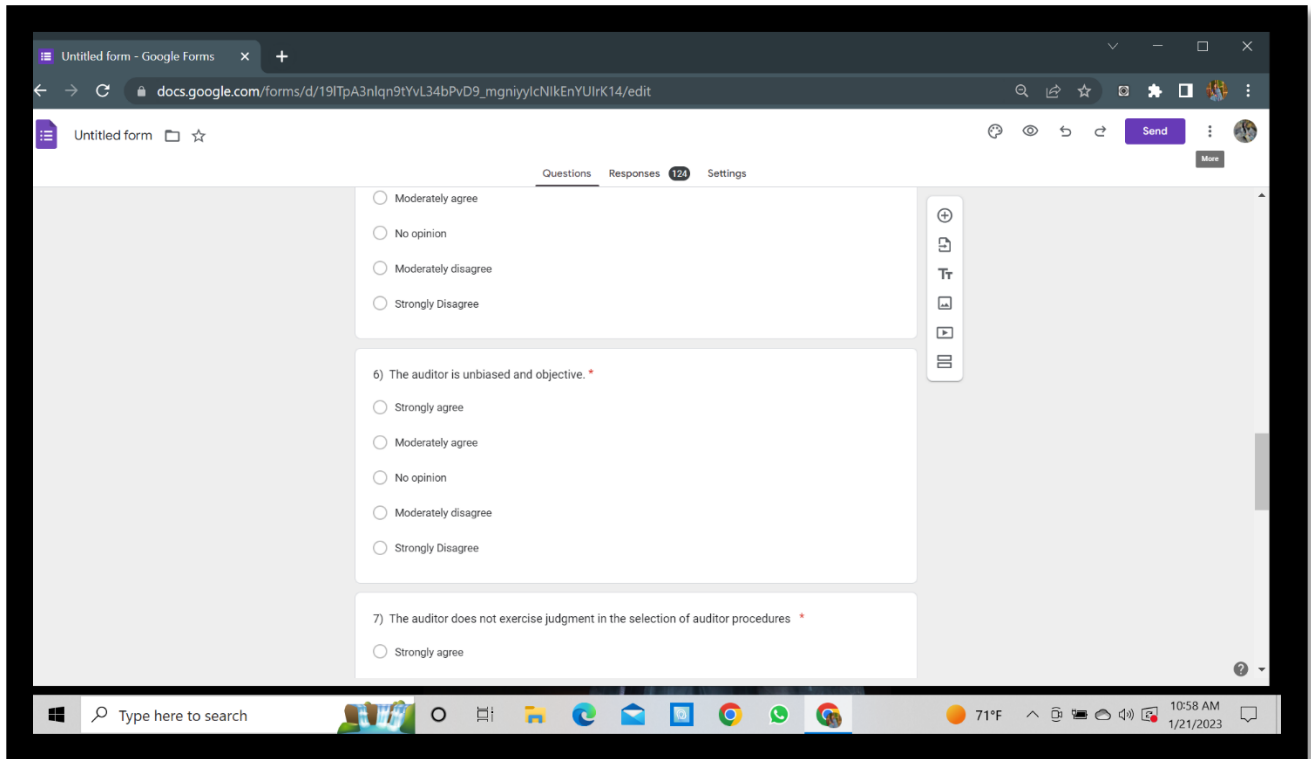 Untitled form - Google Forms
docs.google.com/forms/d/19ITpA3nlqn9tYvL34bPvD9_mgniyyIcNIkEnYUIrK14/edit
Untitled form
Send
More
Questions Responses 124 Settings
Moderately agree
No opinion
Moderately disagree
Strongly Disagree
6) The auditor is unbiased and objective. *
Strongly agree
Moderately agree
No opinion
Moderately disagree
Strongly Disagree
7) The auditor does not exercise judgment in the selection of auditor procedures *
Strongly agree
Type here to search
71°F
10:58 AM
1/21/2023